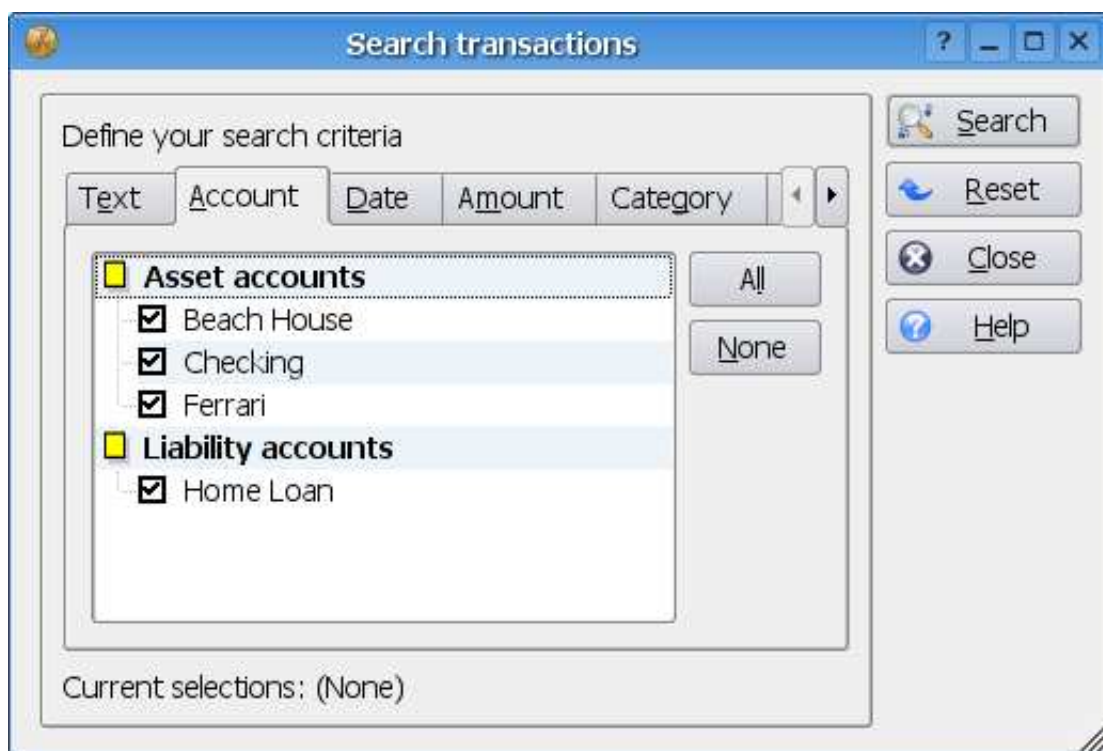 Search transactions
Define your search criteria
Text Account Date Amount Category
Asset accounts
Beach House
Checking
Ferrari
Liability accounts
Home Loan
All
None
Current selections: (None)
Search
Reset
Close
Help